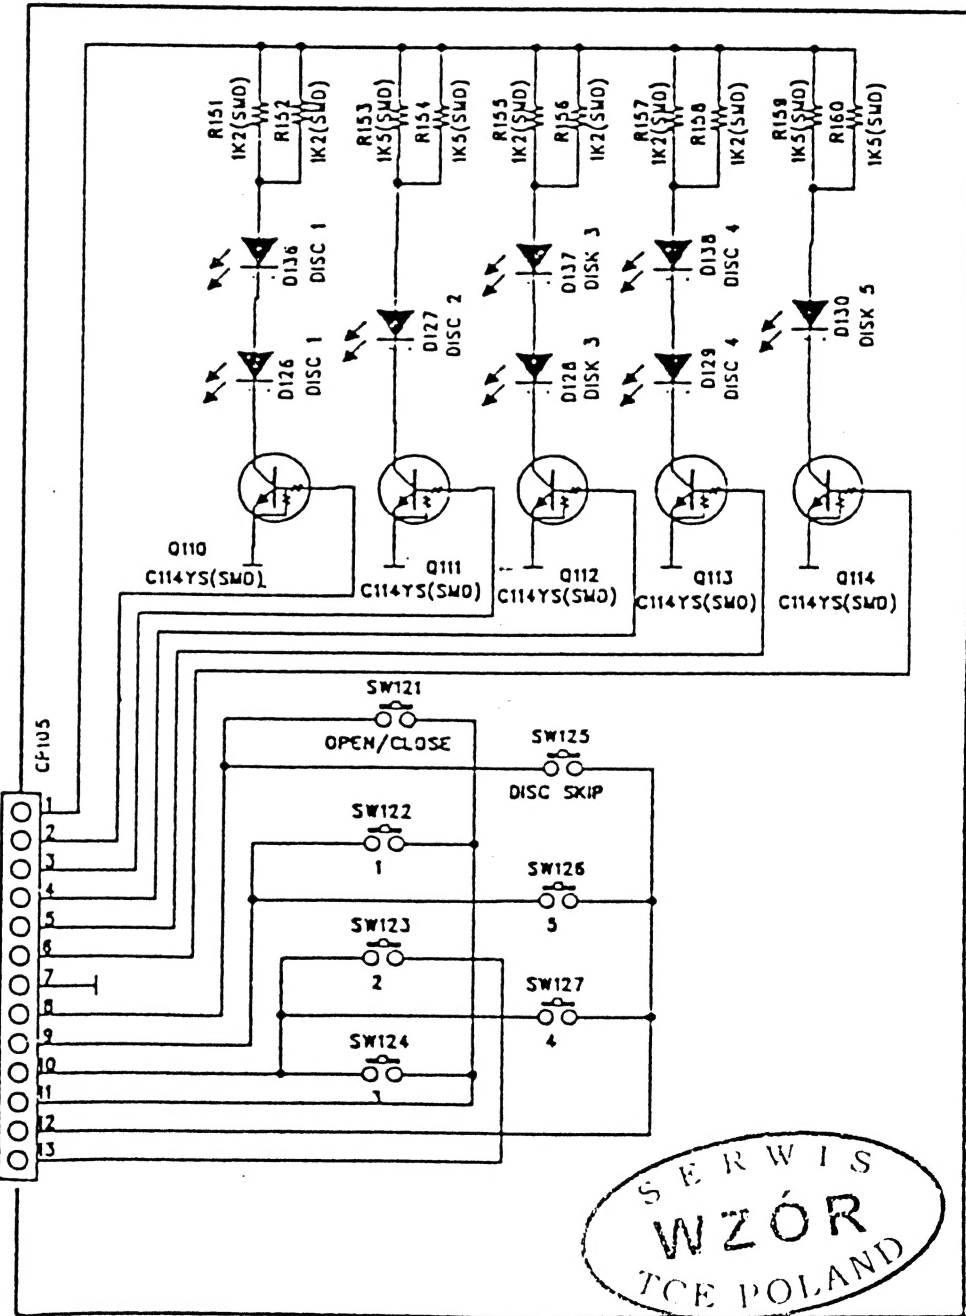 R151
1K2(SMD)
R152
1K2(SMD)
R153
1K5(SMD)
R154
1K5(SMD)
R155
1K2(SMD)
R156
1K2(SMD)
R157
1K2(SMD)
R158
1K2(SMD)
R159
1K5(SMD)
R160
1K5(SMD)
D136
DISC 1
D137
DISK 3
D138
DISC 4
D127
DISC 2
D130
DISK 5
D126
DISC 1
D128
DISK 3
D129
DISC 4
Q110
C114YS(SMD)
Q111
C114YS(SMD)
Q112
C114YS(SMD)
Q113
C114YS(SMD)
Q114
C114YS(SMD)
SW121
OPEN/CLOSE
SW125
DISC SKIP
SW122
1
SW126
5
SW123
2
SW127
4
SW124
3
CP105
1
2
3
4
5
6
7
8
9
10
11
12
13
SERWIS
WZÓR
TCE POLAND